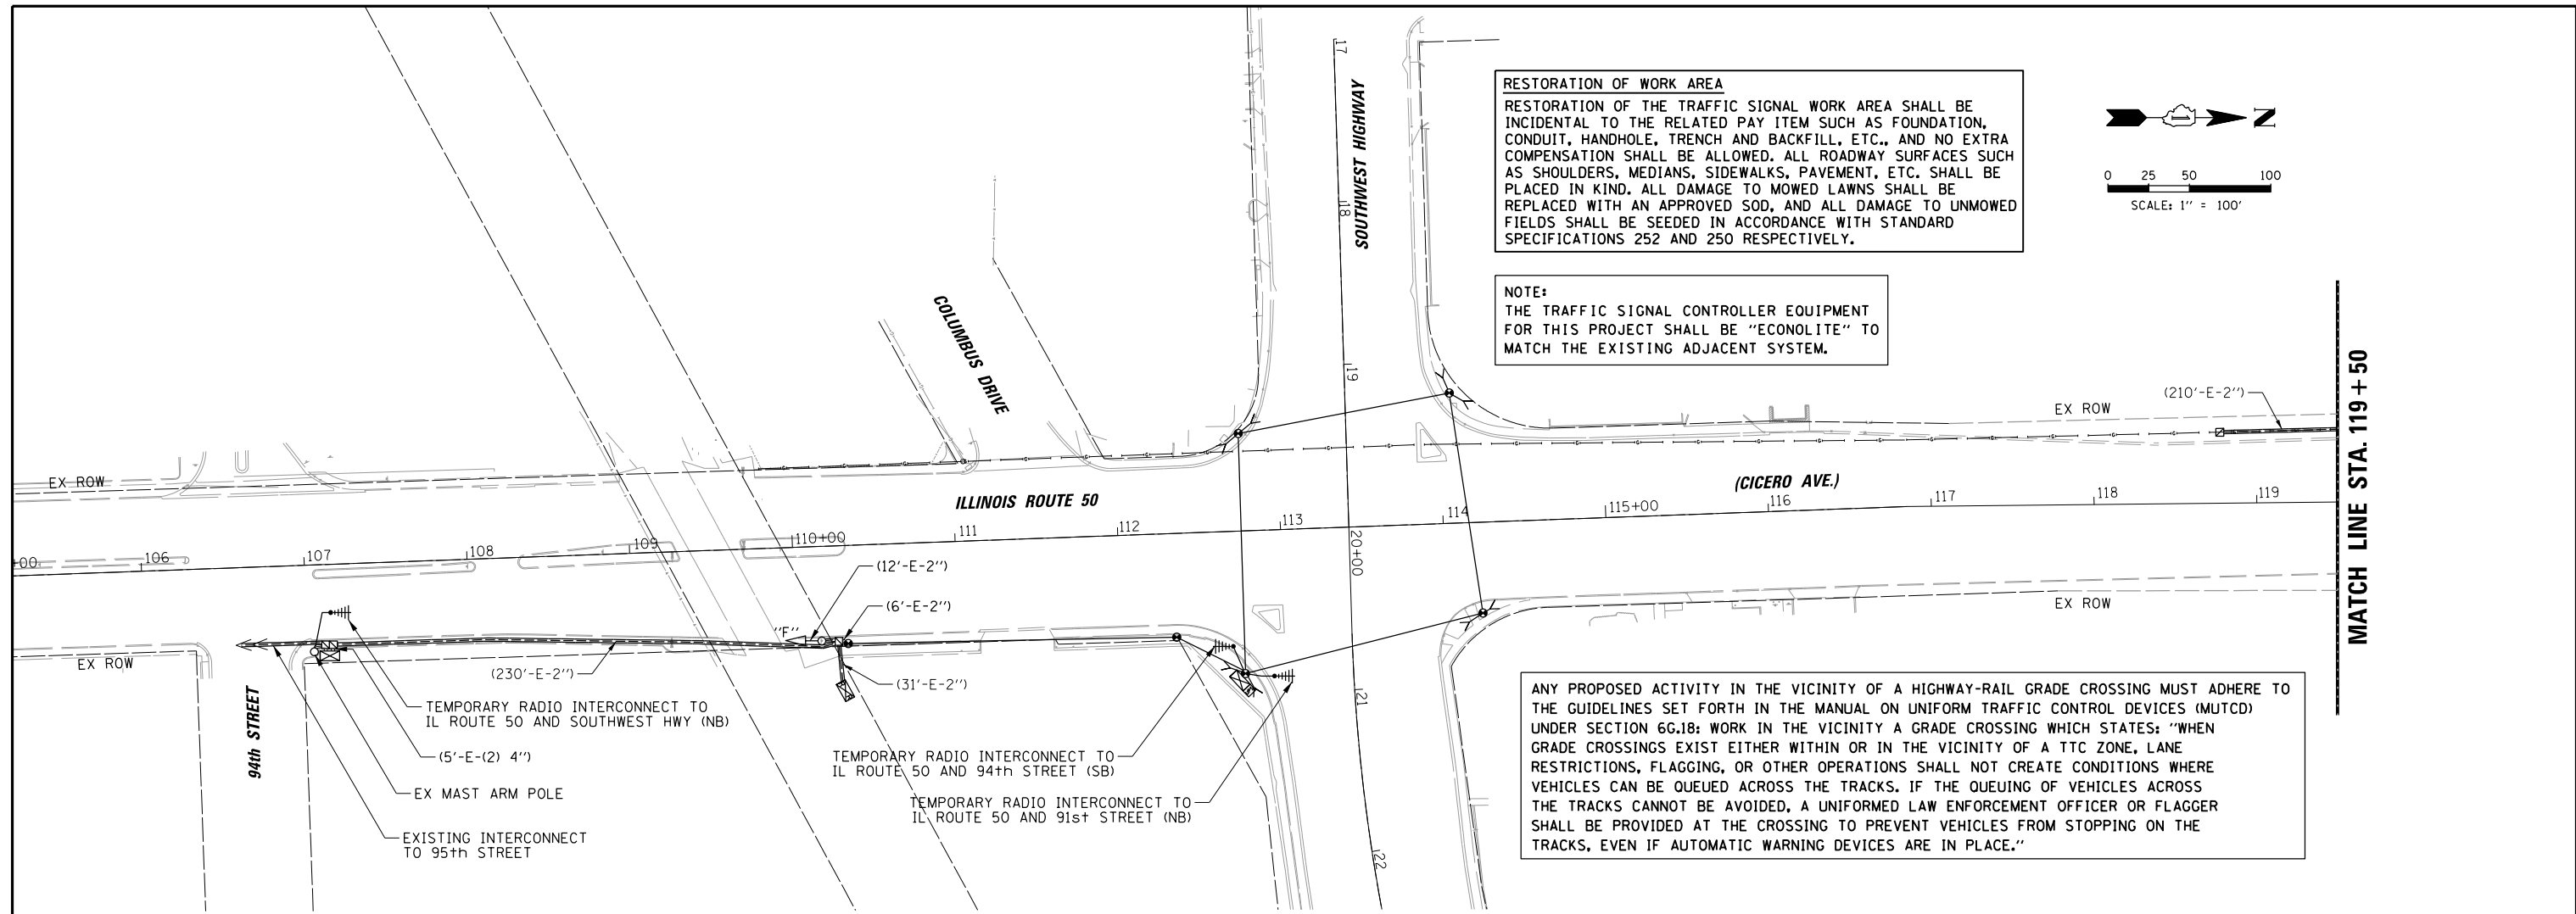 RESTORATION OF WORK AREA
RESTORATION OF THE TRAFFIC SIGNAL WORK AREA SHALL BE
INCIDENTAL TO THE RELATED PAY ITEM SUCH AS FOUNDATION,
CONDUIT, HANDHOLE, TRENCH AND BACKFILL, ETC., AND NO EXTRA
COMPENSATION SHALL BE ALLOWED. ALL ROADWAY SURFACES SUCH
AS SHOULDERS, MEDIANS, SIDEWALKS, PAVEMENT, ETC. SHALL BE
PLACED IN KIND. ALL DAMAGE TO MOWED LAWNS SHALL BE
REPLACED WITH AN APPROVED SOD, AND ALL DAMAGE TO UNMOWED
FIELDS SHALL BE SEEDED IN ACCORDANCE WITH STANDARD
SPECIFICATIONS 252 AND 250 RESPECTIVELY.
N
0 25 50 100
SCALE: 1" = 100'
NOTE:
THE TRAFFIC SIGNAL CONTROLLER EQUIPMENT
FOR THIS PROJECT SHALL BE "ECONOLITE" TO
MATCH THE EXISTING ADJACENT SYSTEM.
17
18
19
20+00
21
22
SOUTHWEST HIGHWAY
COLUMBUS DRIVE
(210'-E-2")
EX ROW
EX ROW
MATCH LINE STA. 119+50
(CICERO AVE.)
ILLINOIS ROUTE 50
+00
106
107
108
109
110+00
111
112
113
114
115+00
116
117
118
119
(12'-E-2")
(6'-E-2")
"F"
EX ROW
EX ROW
(230'-E-2")
(31'-E-2")
94th STREET
TEMPORARY RADIO INTERCONNECT TO
IL ROUTE 50 AND SOUTHWEST HWY (NB)
(5'-E-(2) 4")
EX MAST ARM POLE
EXISTING INTERCONNECT
TO 95th STREET
TEMPORARY RADIO INTERCONNECT TO
IL ROUTE 50 AND 94th STREET (SB)
TEMPORARY RADIO INTERCONNECT TO
IL ROUTE 50 AND 91st STREET (NB)
ANY PROPOSED ACTIVITY IN THE VICINITY OF A HIGHWAY-RAIL GRADE CROSSING MUST ADHERE TO
THE GUIDELINES SET FORTH IN THE MANUAL ON UNIFORM TRAFFIC CONTROL DEVICES (MUTCD)
UNDER SECTION 6G.18: WORK IN THE VICINITY A GRADE CROSSING WHICH STATES: "WHEN
GRADE CROSSINGS EXIST EITHER WITHIN OR IN THE VICINITY OF A TTC ZONE, LANE
RESTRICTIONS, FLAGGING, OR OTHER OPERATIONS SHALL NOT CREATE CONDITIONS WHERE
VEHICLES CAN BE QUEUED ACROSS THE TRACKS. IF THE QUEUING OF VEHICLES ACROSS
THE TRACKS CANNOT BE AVOIDED, A UNIFORMED LAW ENFORCEMENT OFFICER OR FLAGGER
SHALL BE PROVIDED AT THE CROSSING TO PREVENT VEHICLES FROM STOPPING ON THE
TRACKS, EVEN IF AUTOMATIC WARNING DEVICES ARE IN PLACE."